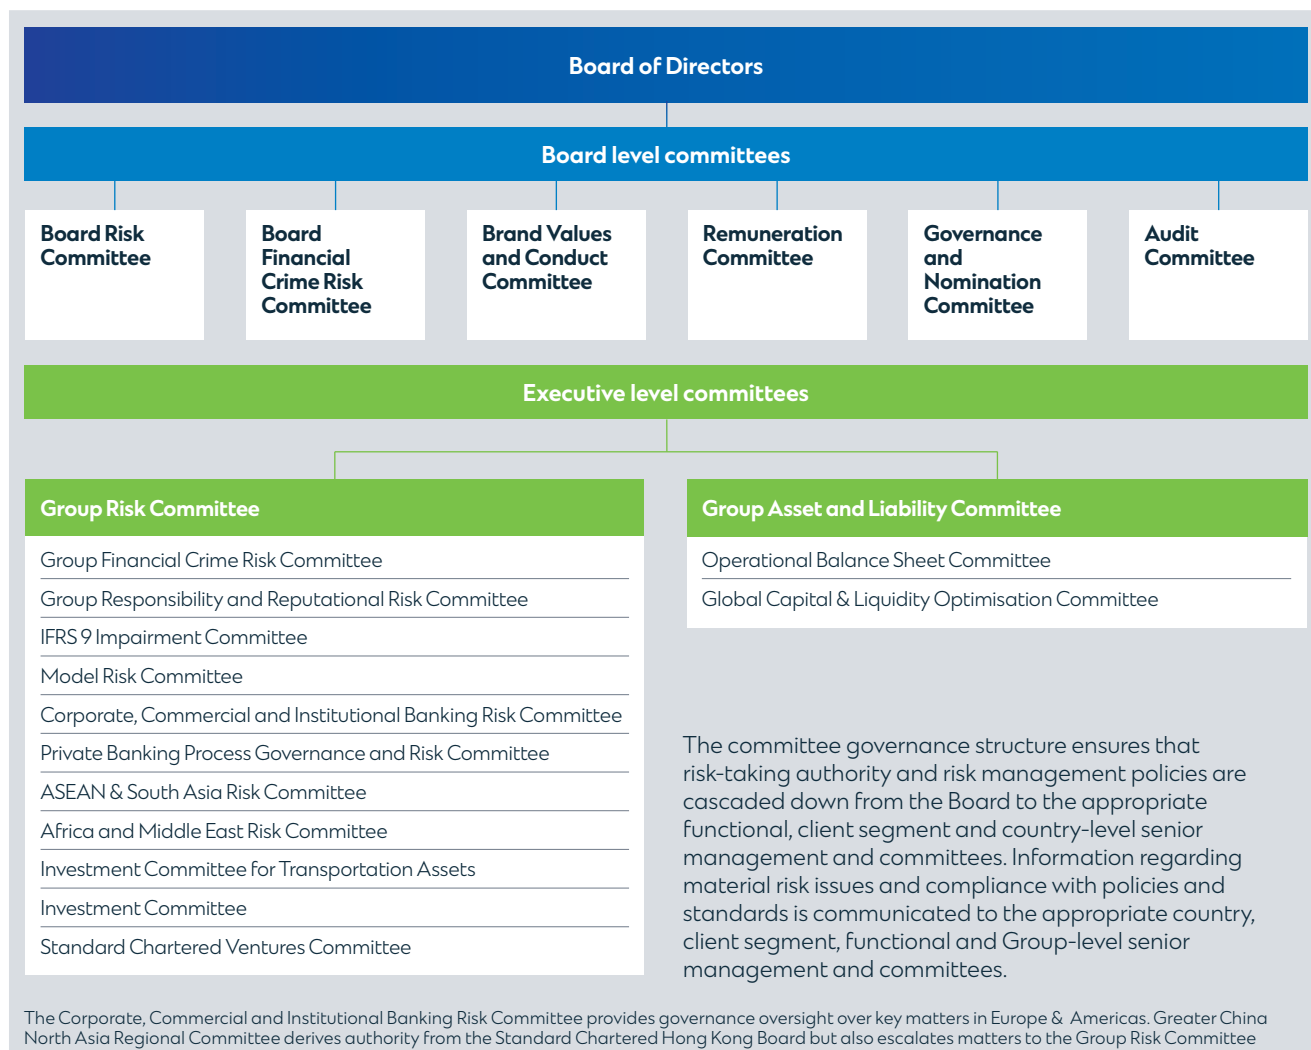 Board of Directors
Board level committees
Board Risk
Committee
Board
Financial
Crime Risk
Committee
Brand Values
and Conduct
Committee
Remuneration
Committee
Governance
and
Nomination
Committee
Audit
Committee
Executive level committees
Group Risk Committee
Group Financial Crime Risk Committee
Group Responsibility and Reputational Risk Committee
IFRS 9 Impairment Committee
Model Risk Committee
Corporate, Commercial and Institutional Banking Risk Committee
Private Banking Process Governance and Risk Committee
ASEAN & South Asia Risk Committee
Africa and Middle East Risk Committee
Investment Committee for Transportation Assets
Investment Committee
Standard Chartered Ventures Committee
Group Asset and Liability Committee
Operational Balance Sheet Committee
Global Capital & Liquidity Optimisation Committee
The committee governance structure ensures that
risk-taking authority and risk management policies are
cascaded down from the Board to the appropriate
functional, client segment and country-level senior
management and committees. Information regarding
material risk issues and compliance with policies and
standards is communicated to the appropriate country,
client segment, functional and Group-level senior
management and committees.
The Corporate, Commercial and Institutional Banking Risk Committee provides governance oversight over key matters in Europe & Americas. Greater China
North Asia Regional Committee derives authority from the Standard Chartered Hong Kong Board but also escalates matters to the Group Risk Committee